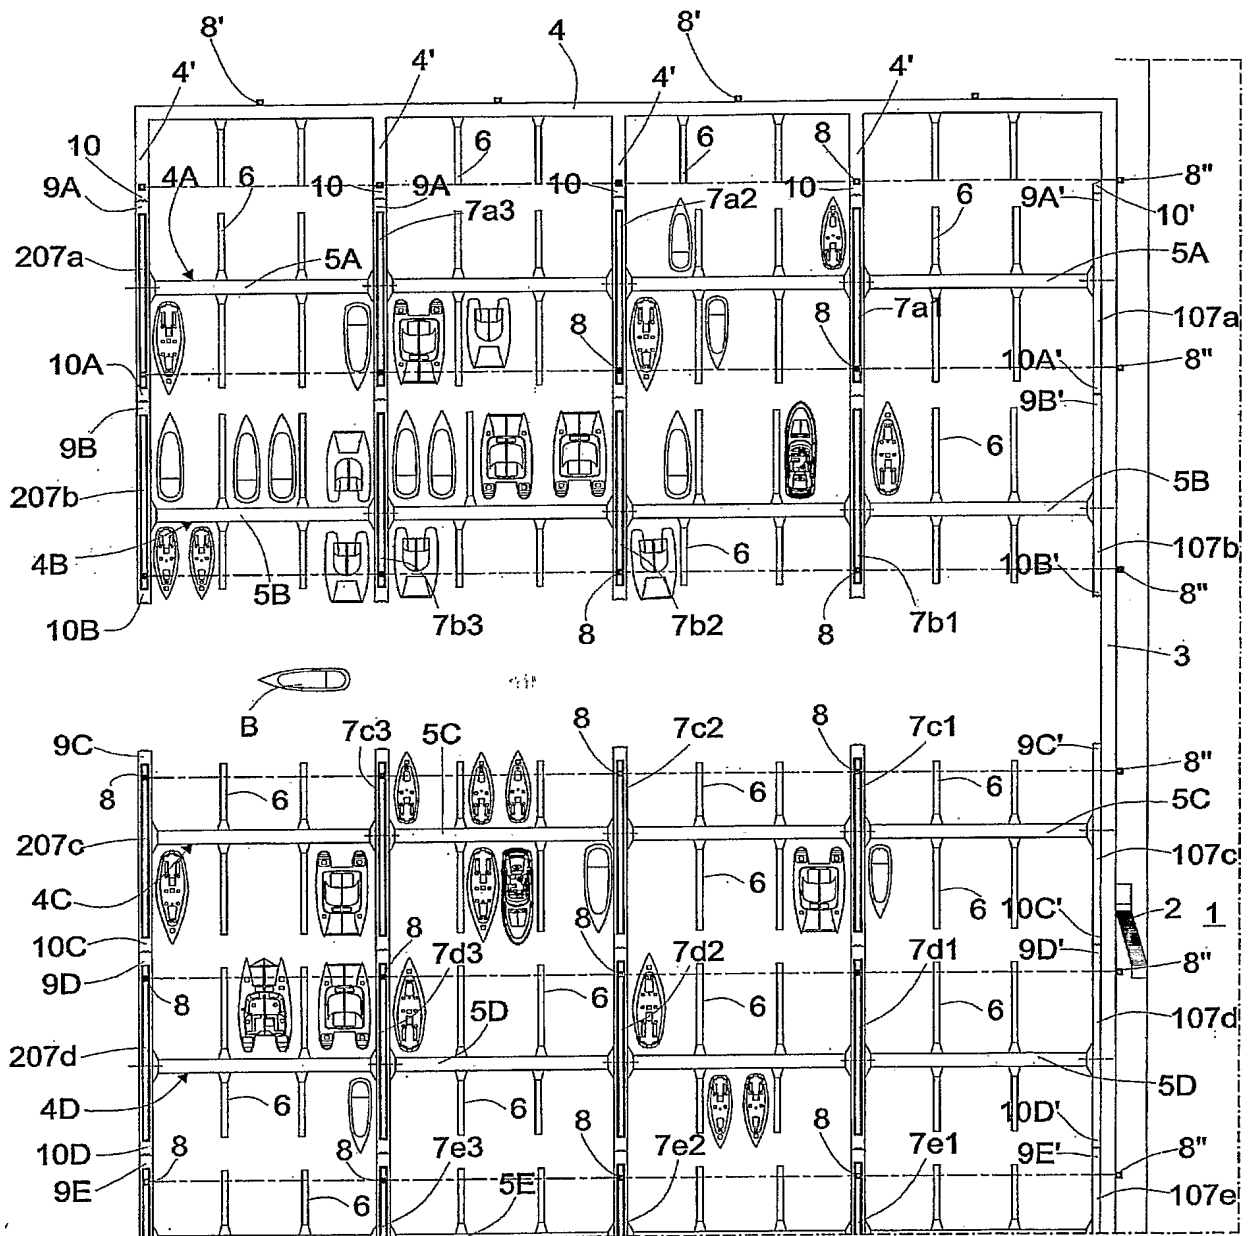 8' 4 8'
4' 4' 4' 4'
10 6 8 6
9A 4A 6 10 9A 10 7a2 10 6 9A' 8"
7a3 10'
207a 5A 5A
8 8 7a1 107a
10A 10A' 8"
9B 9B'
6
207b 5B
4B 6 10B' 107b
5B 8"
10B 7b3 8 7b2 8 7b1
3
B
9C 7c3 5C 8 7c2 8 7c1 9C'
8 6 6 6 8"
5C
207c 107c
4C 6 6 10C' 2 1
10C 8 7d3 8 7d2 7d1 9D'
9D 8"
8 6 6 6
207d 5D 107d
4D 6 6 5D
10D' 
10D 8 8 7e3 8 7e2 8 7e1 9E' 8"
9E 6 5E 107e